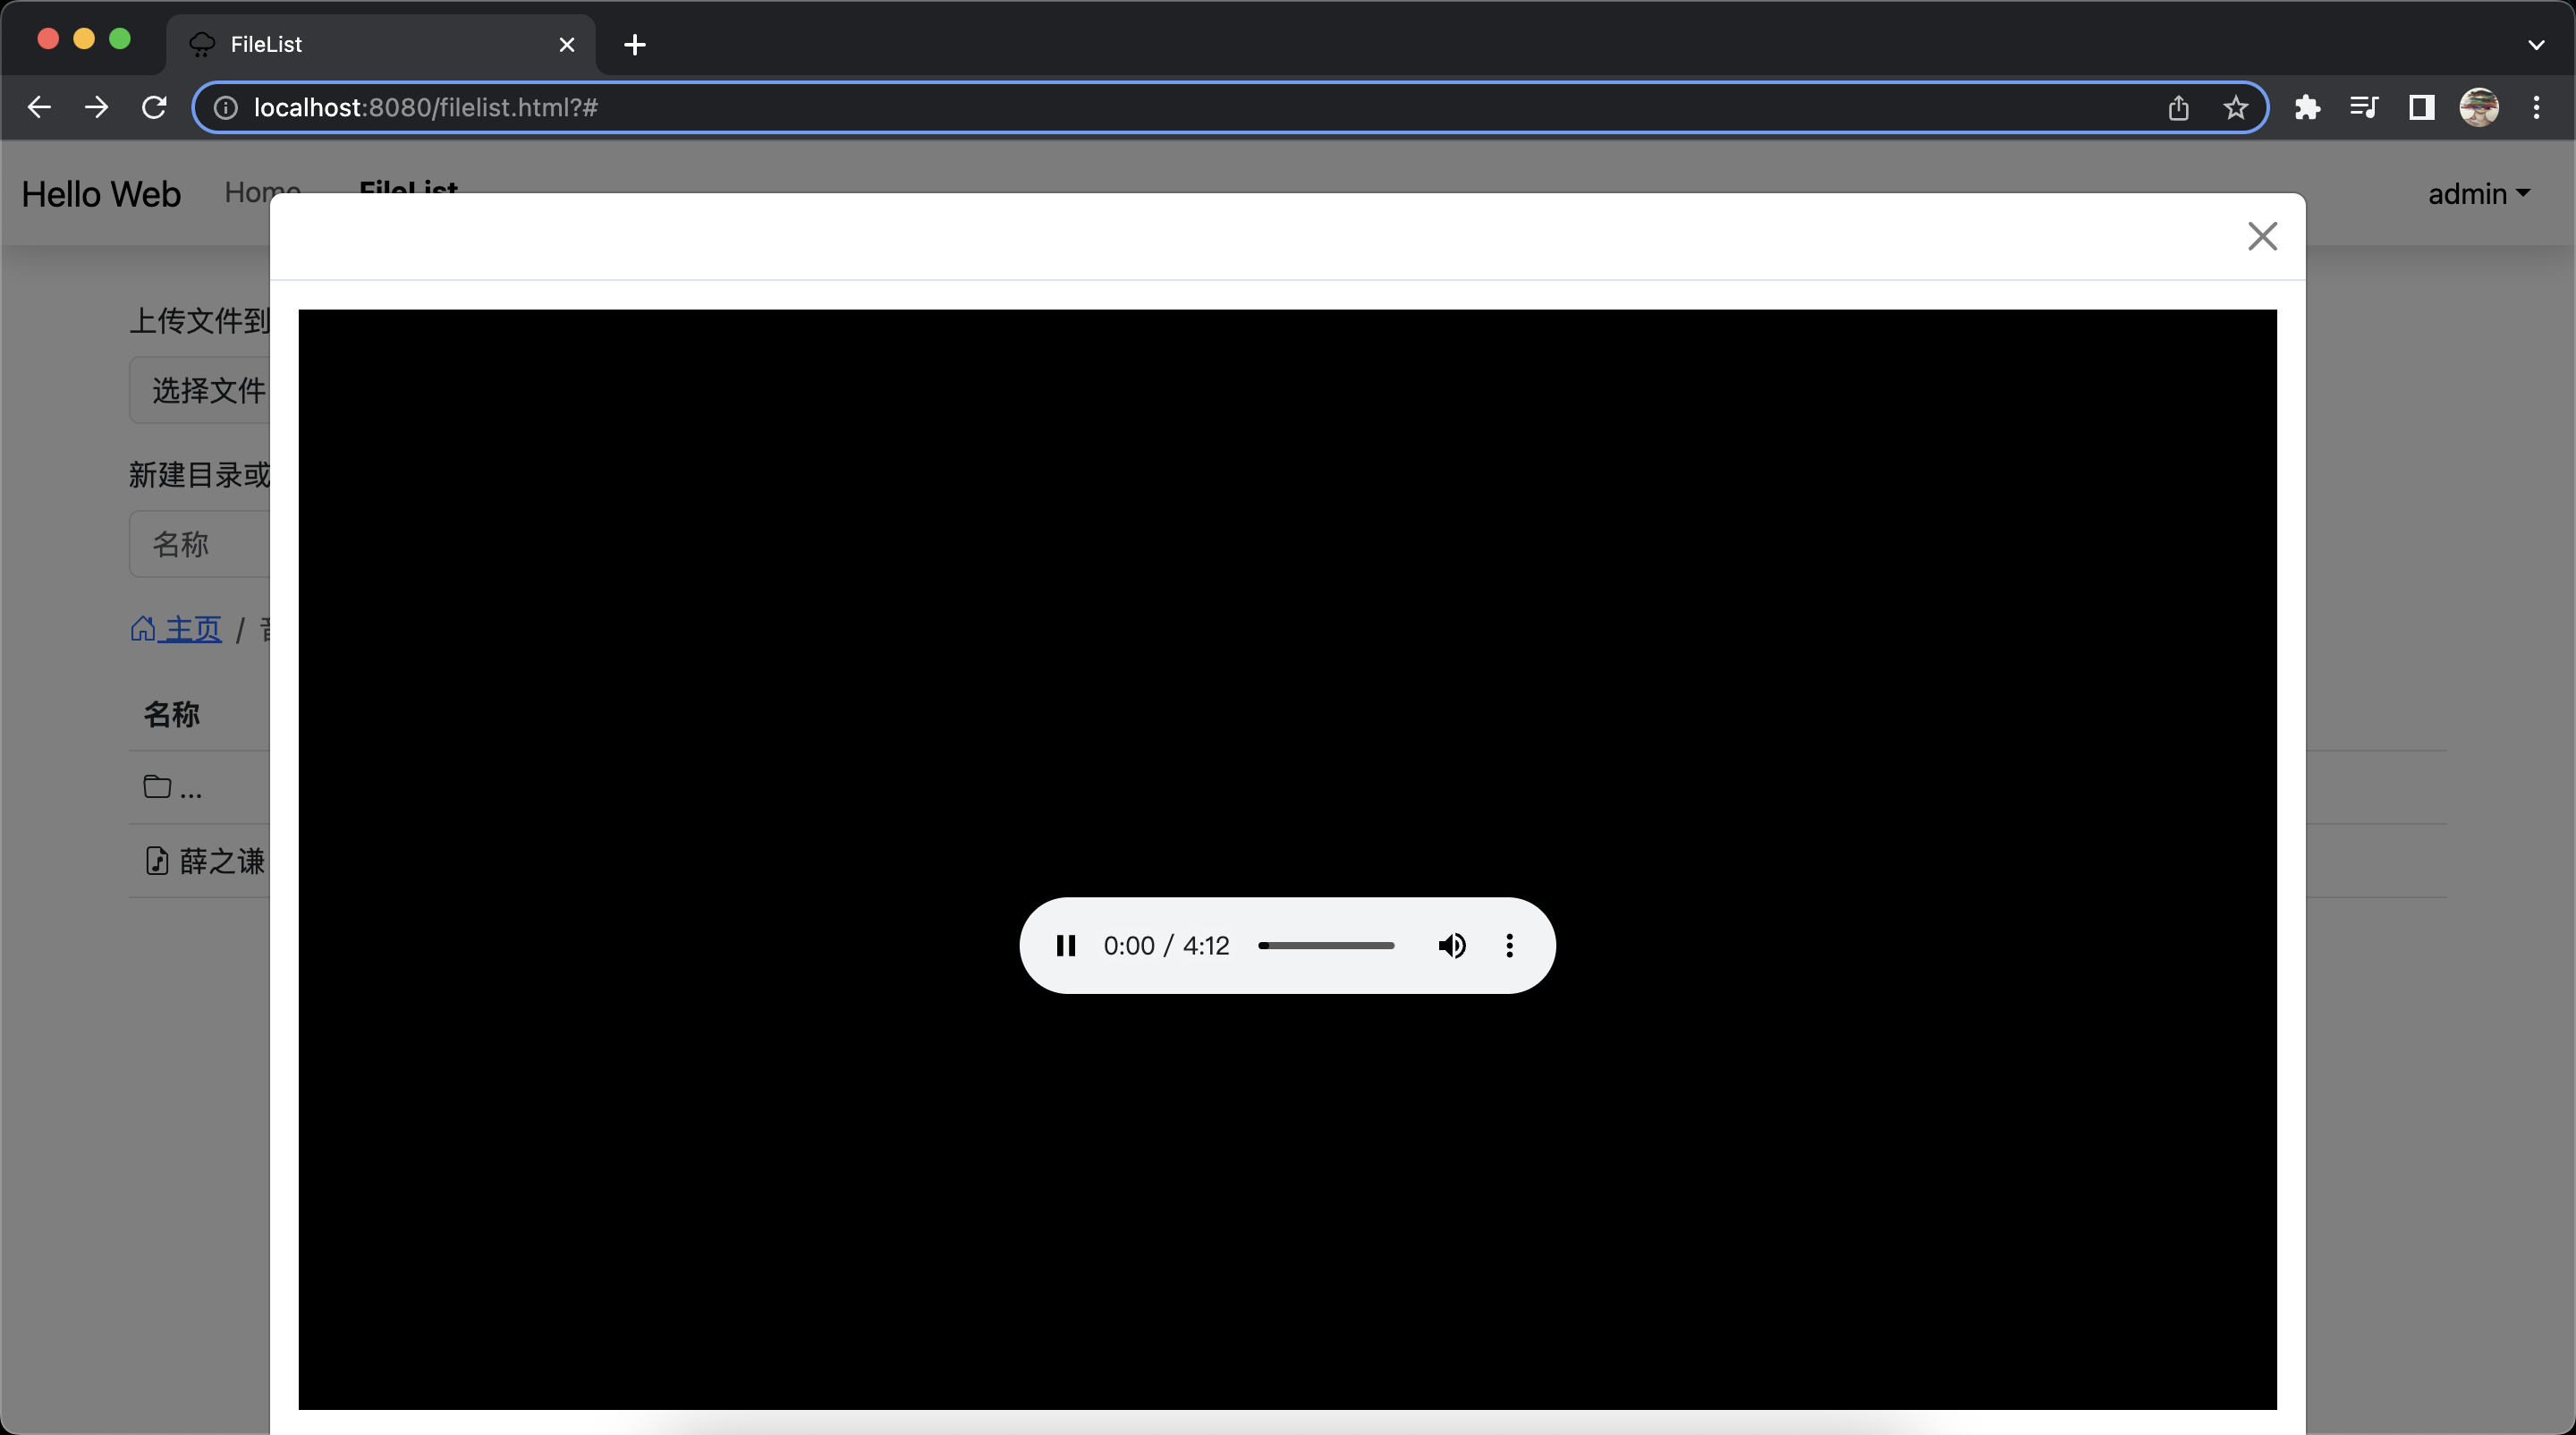 FileList
localhost:8080/filelist.html?#
Hello Web Home FileList admin
上传文件到
选择文件
新建目录或
名称
主页 /
名称
...
薛之谦
0:00 / 4:12